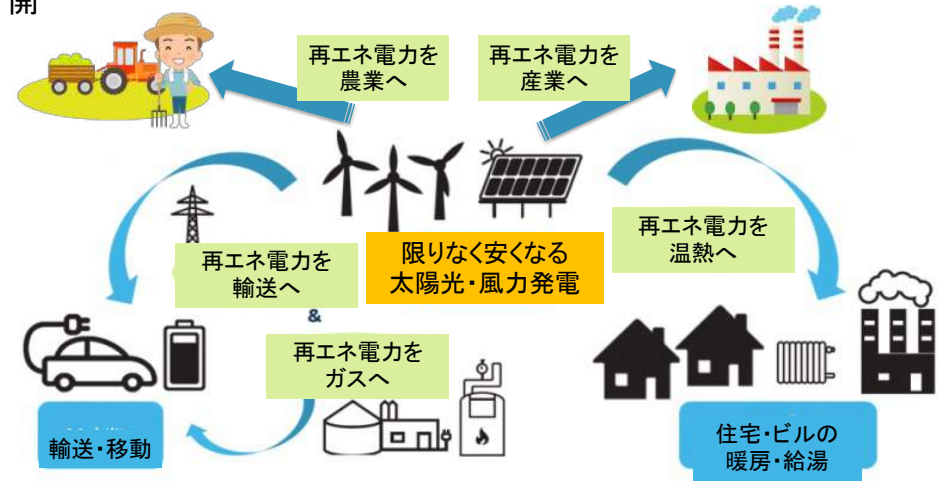 開
再エネ電力を
農業へ
再エネ電力を
産業へ
再エネ電力を
輸送へ
限りなく安くなる
太陽光・風力発電
再エネ電力を
温熱へ
&
再エネ電力を
ガスへ
輸送・移動
住宅・ビルの
暖房・給湯